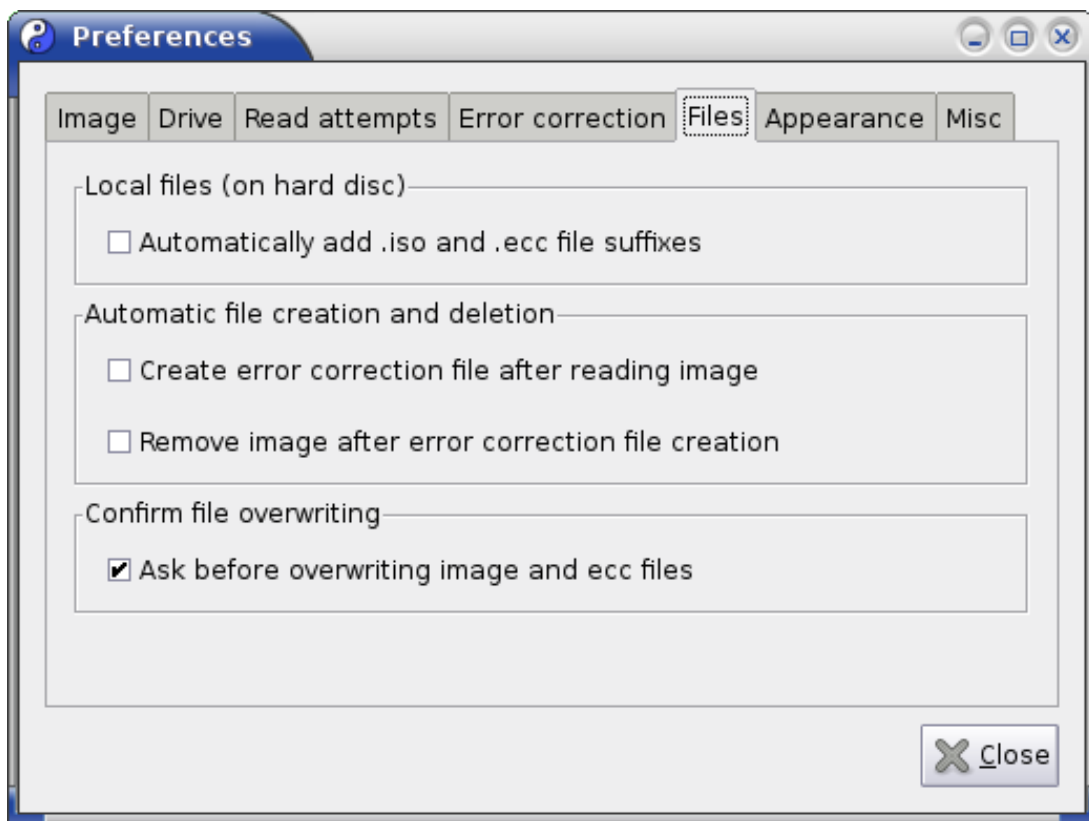 Preferences
Image Drive Read attempts Error correction Files Appearance Misc
Local files (on hard disc)
Automatically add .iso and .ecc file suffixes
Automatic file creation and deletion
Create error correction file after reading image
Remove image after error correction file creation
Confirm file overwriting
Ask before overwriting image and ecc files
Close